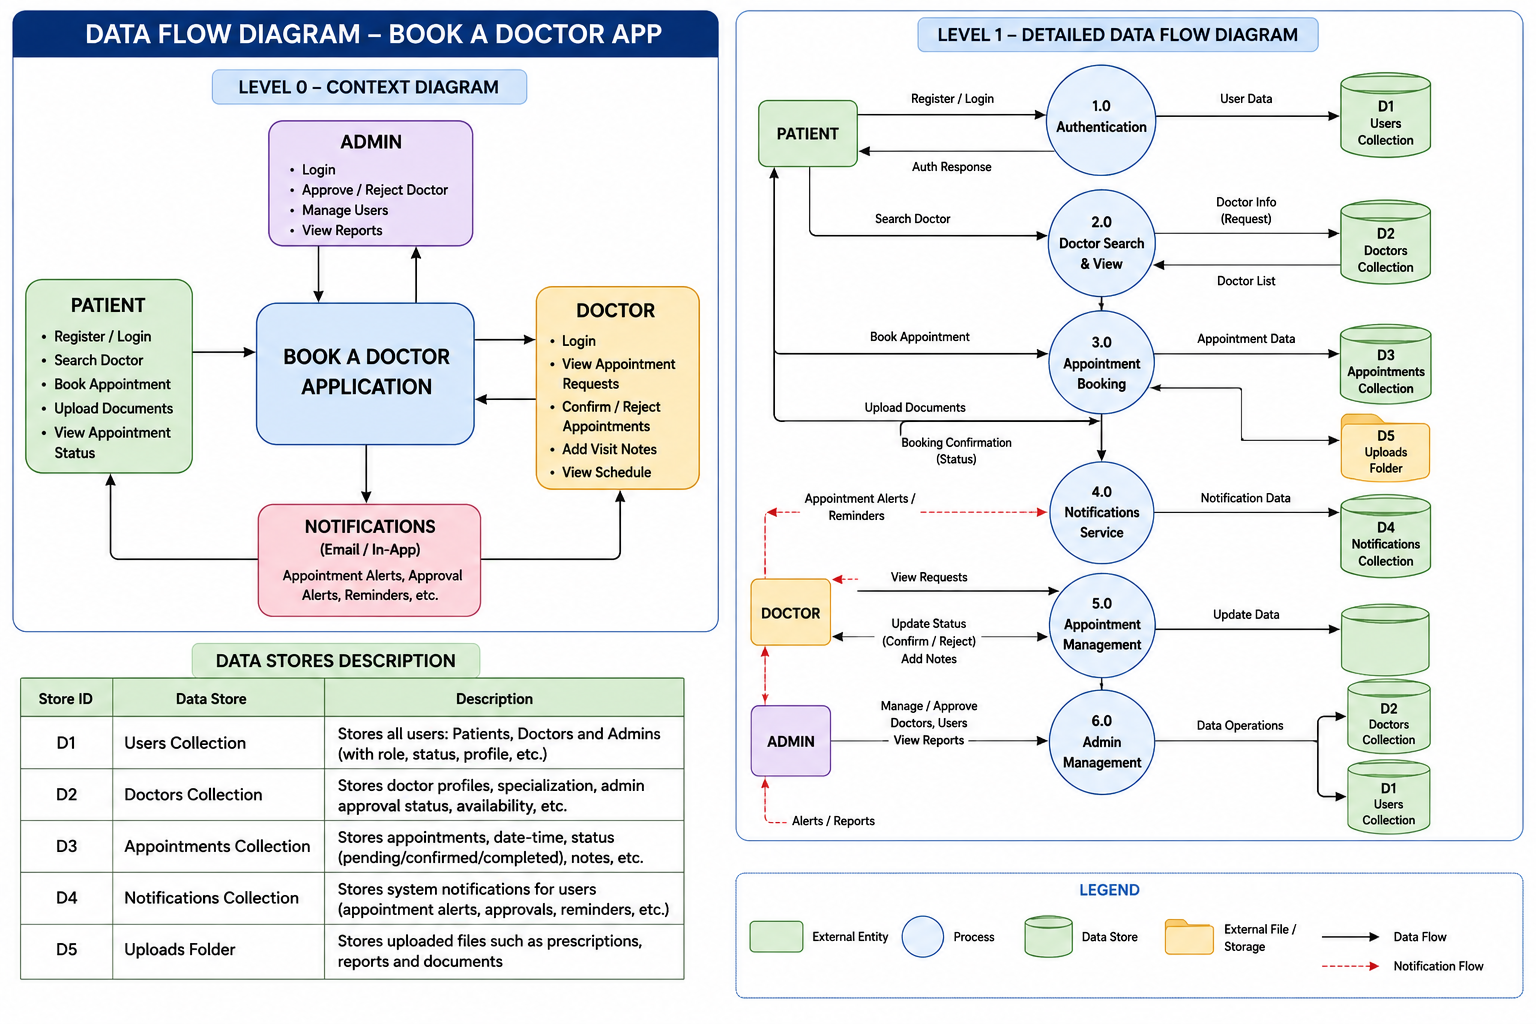 DATA FLOW DIAGRAM – BOOK A DOCTOR APP
LEVEL 0 – CONTEXT DIAGRAM
ADMIN
• Login
• Approve / Reject Doctor
• Manage Users
• View Reports
PATIENT
• Register / Login
• Search Doctor
• Book Appointment
• Upload Documents
• View Appointment
Status
BOOK A DOCTOR
APPLICATION
DOCTOR
• Login
• View Appointment
Requests
• Confirm / Reject
Appointments
• Add Visit Notes
• View Schedule
NOTIFICATIONS
(Email / In-App)
Appointment Alerts, Approval
Alerts, Reminders, etc.
DATA STORES DESCRIPTION
Store ID
Data Store
Description
D1
Users Collection
Stores all users: Patients, Doctors and Admins
(with role, status, profile, etc.)
D2
Doctors Collection
Stores doctor profiles, specialization, admin
approval status, availability, etc.
D3
Appointments Collection
Stores appointments, date-time, status
(pending/confirmed/completed), notes, etc.
D4
Notifications Collection
Stores system notifications for users
(appointment alerts, approvals, reminders, etc.)
D5
Uploads Folder
Stores uploaded files such as prescriptions,
reports and documents
LEVEL 1 – DETAILED DATA FLOW DIAGRAM
PATIENT
Register / Login
Auth Response
1.0
Authentication
User Data
D1
Users
Collection
Search Doctor
2.0
Doctor Search
& View
Doctor Info
(Request)
Doctor List
D2
Doctors
Collection
Book Appointment
3.0
Appointment
Booking
Appointment Data
D3
Appointments
Collection
Upload Documents
Booking Confirmation
(Status)
D5
Uploads
Folder
Appointment Alerts /
Reminders
4.0
Notifications
Service
Notification Data
D4
Notifications
Collection
DOCTOR
View Requests
Update Status
(Confirm / Reject)
Add Notes
5.0
Appointment
Management
Update Data
ADMIN
Manage / Approve
Doctors, Users
View Reports
6.0
Admin
Management
Data Operations
D2
Doctors
Collection
D1
Users
Collection
Alerts / Reports
LEGEND
External Entity
Process
Data Store
External File /
Storage
Data Flow
Notification Flow